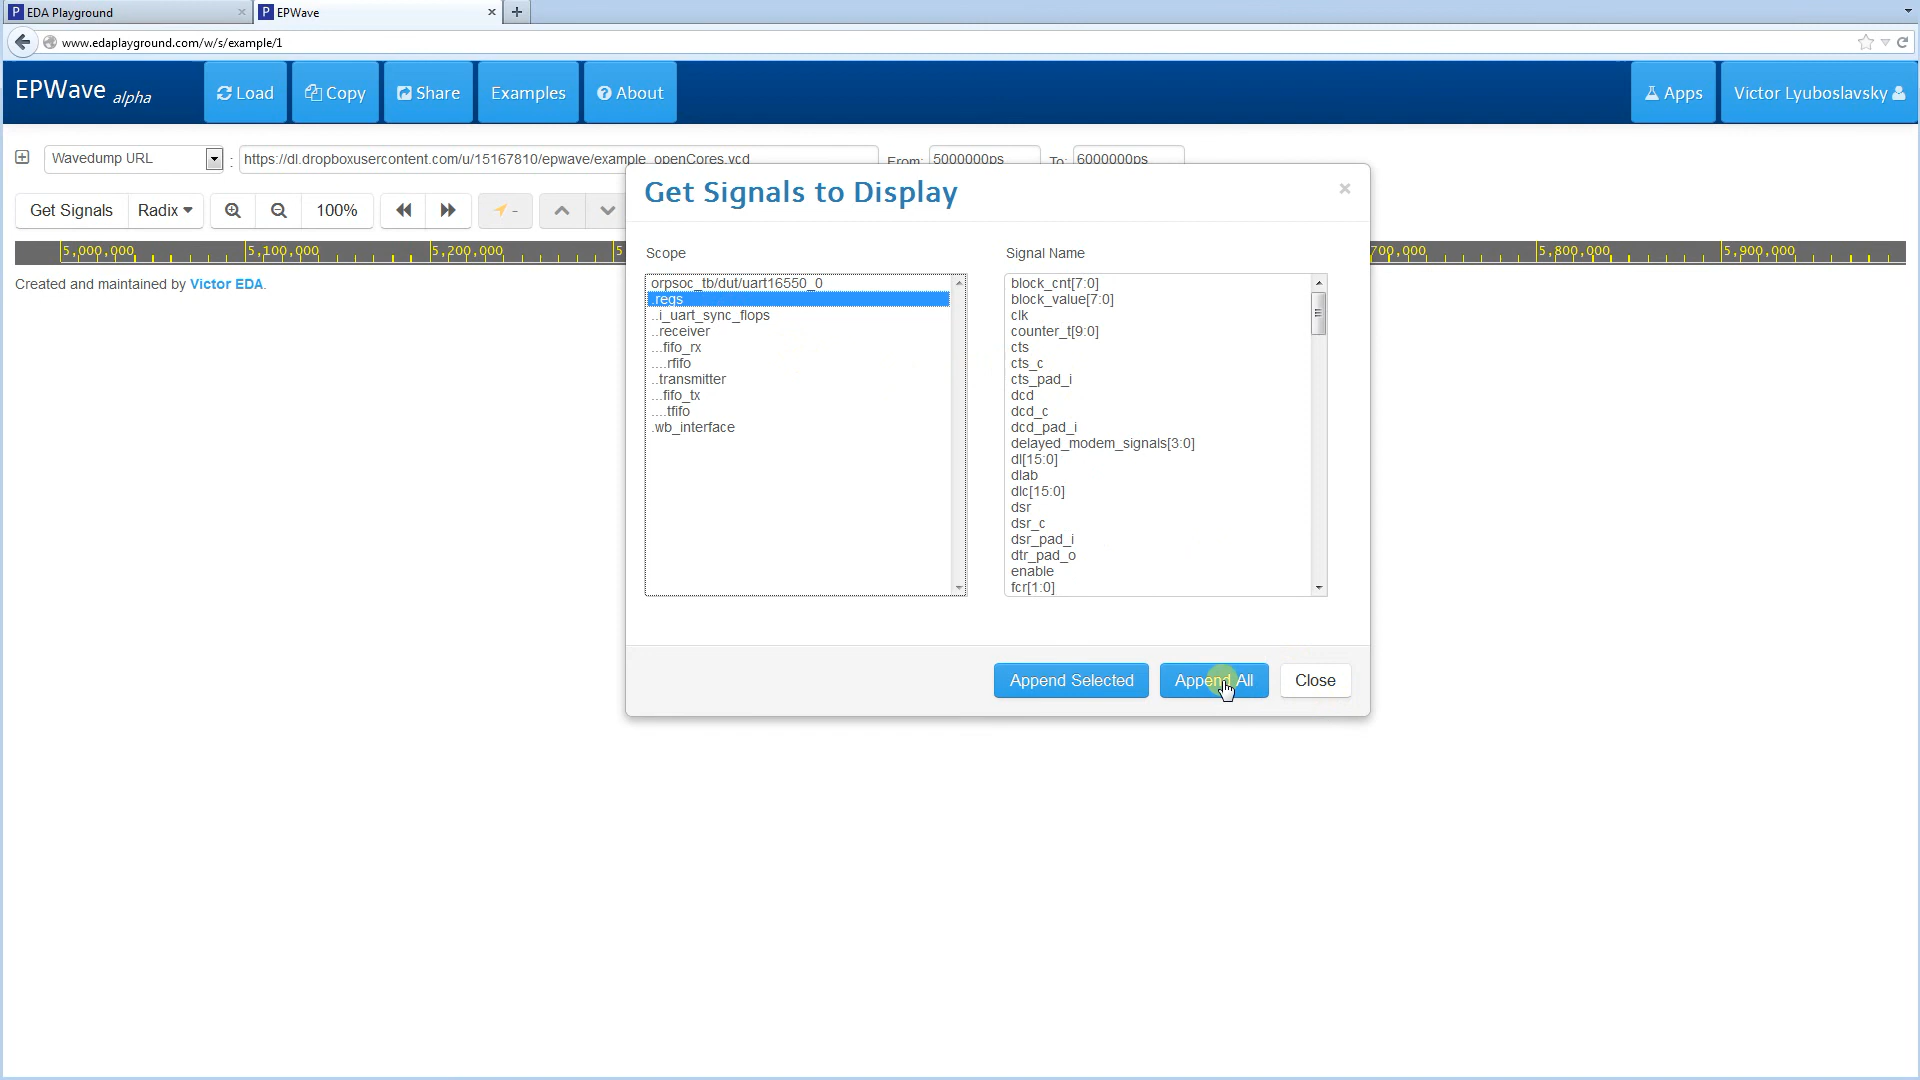 EDA Playground
EPWave
www.edaplayground.com/w/s/example/1
EPWave alpha
Load
Copy
Share
Examples
About
Apps
Victor Lyuboslavsky
Wavedump URL
:
https://dl.dropboxusercontent.com/u/15167810/epwave/example_openCores.vcd
From:
5000000ps
To:
6000000ps
Get Signals
Radix
100%
-
5,000,000
5,100,000
5,200,000
5
700,000
5,800,000
5,900,000
Created and maintained by Victor EDA.
Get Signals to Display
×
Scope
orpsoc_tb/dut/uart16550_0
.regs
..i_uart_sync_flops
..receiver
...fifo_rx
....rfifo
..transmitter
...fifo_tx
....tfifo
.wb_interface
Signal Name
block_cnt[7:0]
block_value[7:0]
clk
counter_t[9:0]
cts
cts_c
cts_pad_i
dcd
dcd_c
dcd_pad_i
delayed_modem_signals[3:0]
dl[15:0]
dlab
dlc[15:0]
dsr
dsr_c
dsr_pad_i
dtr_pad_o
enable
fcr[1:0]
Append Selected
Append All
Close